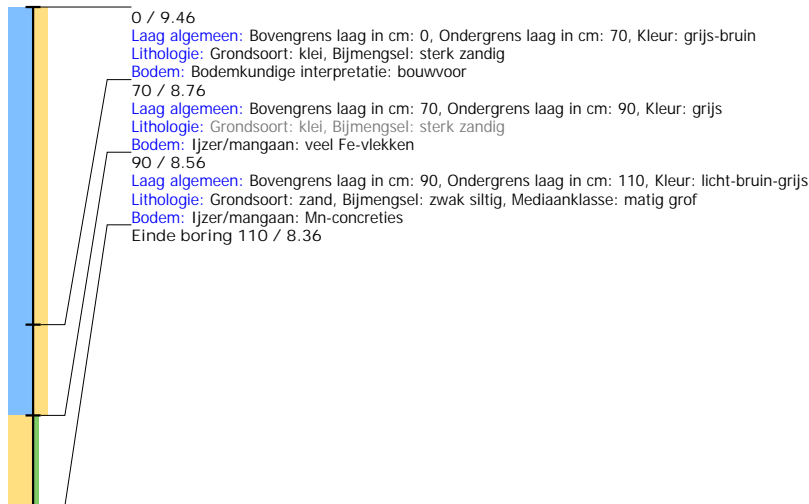 0 / 9.46
Laag algemeen: Bovengrens laag in cm: 0, Ondergrens laag in cm: 70, Kleur: grijs-bruin
Lithologie: Grondsoort: klei, Bijmengsel: sterk zandig
Bodem: Bodemkundige interpretatie: bouwvoor
70 / 8.76
Laag algemeen: Bovengrens laag in cm: 70, Ondergrens laag in cm: 90, Kleur: grijs
Lithologie: Grondsoort: klei, Bijmengsel: sterk zandig
Bodem: Ijzer/mangaan: veel Fe-vlekken
90 / 8.56
Laag algemeen: Bovengrens laag in cm: 90, Ondergrens laag in cm: 110, Kleur: licht-bruin-grijs
Lithologie: Grondsoort: zand, Bijmengsel: zwak siltig, Mediaanklasse: matig grof
Bodem: Ijzer/mangaan: Mn-concreties
Einde boring 110 / 8.36